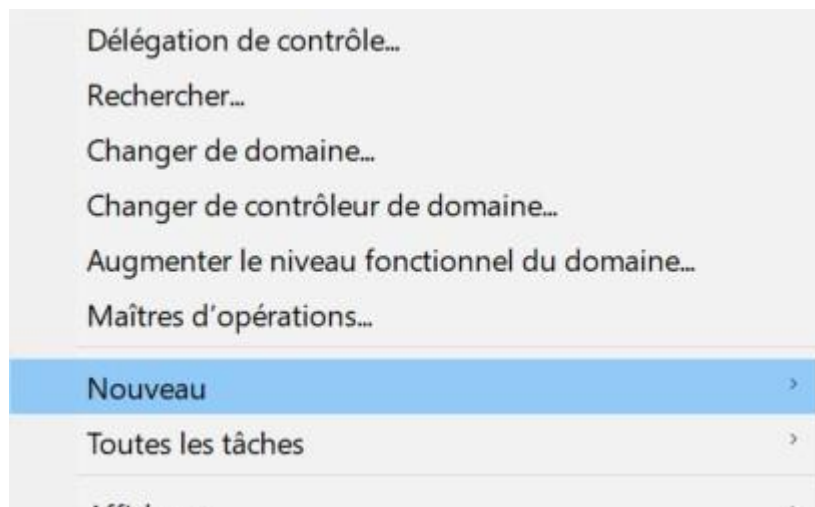 Délégation de contrôle...
Rechercher...
Changer de domaine...
Changer de contrôleur de domaine...
Augmenter le niveau fonctionnel du domaine...
Maîtres d’opérations...
Nouveau
Toutes les tâches